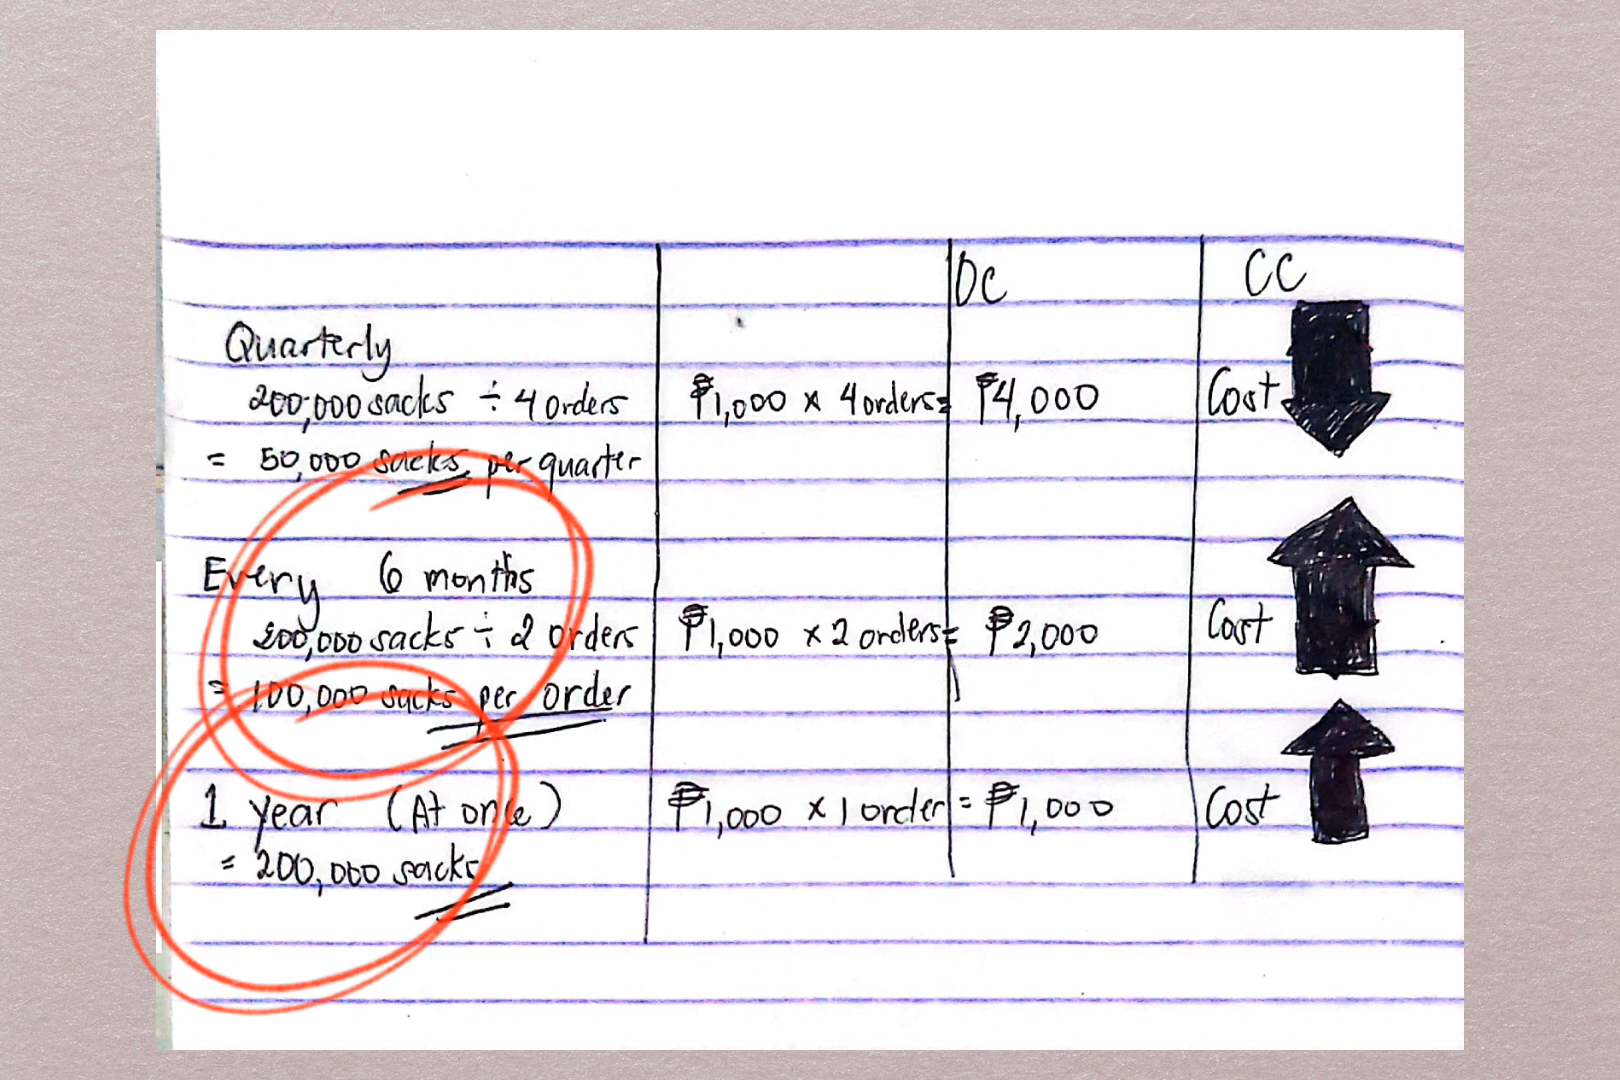 OC
CC
Quarterly
200,000 sacks ÷ 4 orders
₱1,000 x 4 orders =
₱4,000
Cost
= 50,000 sacks per quarter
Every 6 months
200,000 sacks ÷ 2 orders
₱1,000 x 2 orders =
₱2,000
Cost
= 100,000 sacks per order
1 year (At once)
₱1,000 x 1 order
= ₱1,000
Cost
= 200,000 sacks